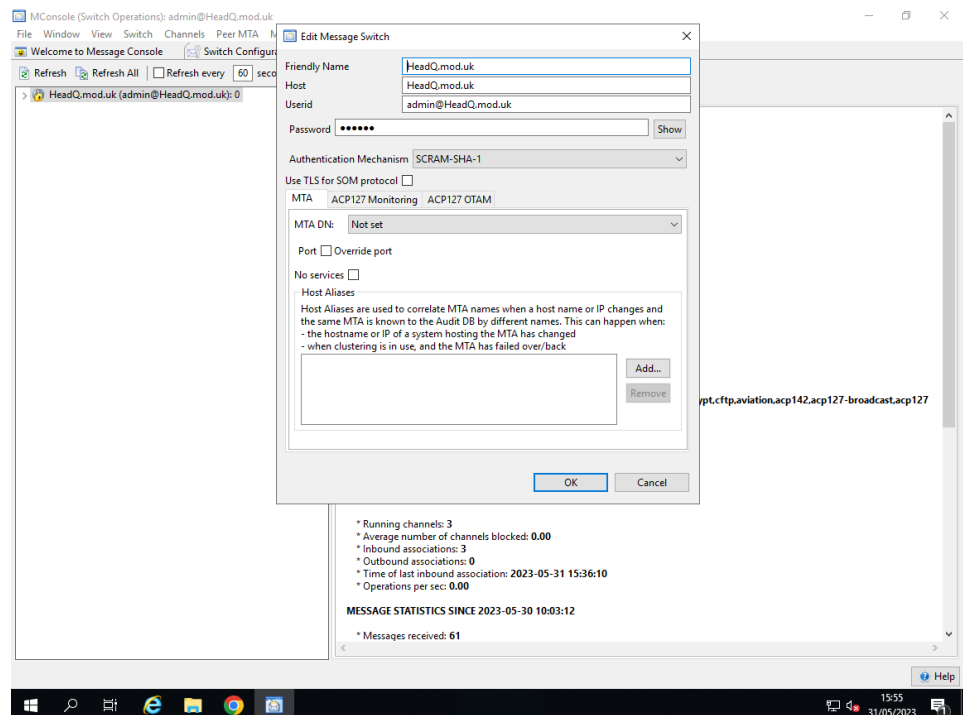 MConsole (Switch Operations): admin@HeadQ.mod.uk
File Window View Switch Channels Peer MTA
Edit Message Switch
Welcome to Message Console
Switch Configura
Refresh
Refresh All
Refresh every 60 seco
HeadQ.mod.uk (admin@HeadQ.mod.uk): 0
Friendly Name HeadQ.mod.uk
Host HeadQ.mod.uk
Userid admin@HeadQ.mod.uk
Password •••••• Show
Authentication Mechanism SCRAM-SHA-1
Use TLS for SOM protocol
MTA ACP127 Monitoring ACP127 OTAM
MTA DN: Not set
Port Override port
No services
Host Aliases
Host Aliases are used to correlate MTA names when a host name or IP changes and
the same MTA is known to the Audit DB by different names. This can happen when:
- the hostname or IP of a system hosting the MTA has changed
- when clustering is in use, and the MTA has failed over/back
Add...
Remove
ypt,cftp,aviation,acp142,acp127-broadcast,acp127
OK Cancel
* Running channels: 3
* Average number of channels blocked: 0.00
* Inbound associations: 3
* Outbound associations: 0
* Time of last inbound association: 2023-05-31 15:36:10
* Operations per sec: 0.00
MESSAGE STATISTICS SINCE 2023-05-30 10:03:12
* Messages received: 61
Help
15:55
31/05/2023
1